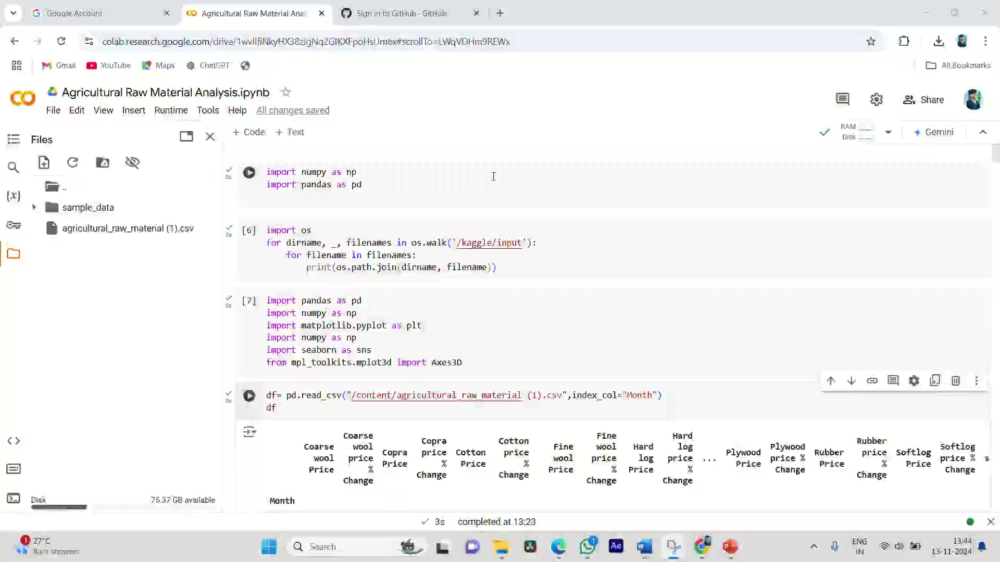 Google Account
Agricultural Raw Material Anal
Sign in to GitHub · GitHub
Gmail
YouTube
Maps
ChatGPT
All Bookmarks
Agricultural Raw Material Analysis.ipynb
File Edit View Insert Runtime Tools Help All changes saved
Share
Files
+ Code + Text
RAM
Disk
Gemini
..
sample_data
agricultural_raw_material (1).csv
0s
import numpy as np
import pandas as pd
0s
[6]
import os
for dirname, _, filenames in os.walk('/kaggle/input'):
for filename in filenames:
print(os.path.join(dirname, filename))
0s
[7]
import pandas as pd
import numpy as np
import matplotlib.pyplot as plt
import numpy as np
import seaborn as sns
from mpl_toolkits.mplot3d import Axes3D
0s
df= pd.read_csv("/content/agricultural_raw_material (1).csv",index_col="Month")
df
Coarse wool Price
Coarse wool price % Change
Copra Price
Copra price % Change
Cotton Price
Cotton price % Change
Fine wool Price
Fine wool price % Change
Hard log Price
Hard log price % Change
...
Plywood Price
Plywood price % Change
Rubber Price
Rubber price % Change
Softlog Price
Softlog price % Change
s
Month
Disk
75.37 GB available
3s completed at 13:23
1
27°C
Rain showers
Search
1
Ae
ENG
IN
13:44
13-11-2024